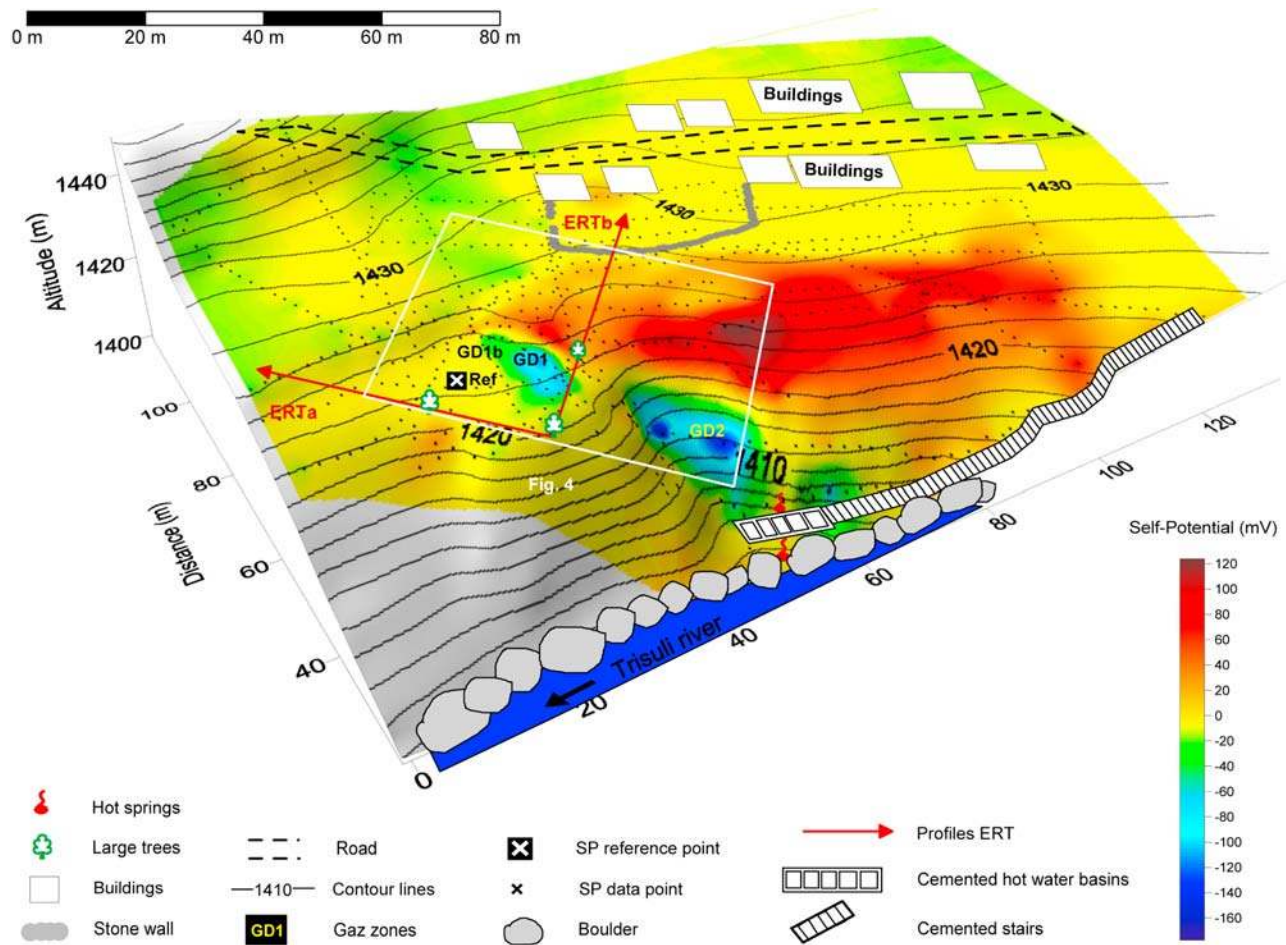 0 m 20 m 40 m 60 m 80 m
Buildings
Buildings
1440
1420
1400
Altitude (m)
1430
1430
1430
ERTb
GD1b
GD1
Ref
ERTa
1420
1420
GD2
1410
Fig. 4
100
80
60
40
Distance (m)
120
100
80
60
40
20
0
Trisuli river
Self-Potential (mV)
120
100
80
60
40
20
0
-20
-40
-60
-80
-100
-120
-140
-160
Hot springs
Large trees
Buildings
Stone wall
Road
1410 Contour lines
GD1 Gaz zones
SP reference point
SP data point
Boulder
Profiles ERT
Cemented hot water basins
Cemented stairs